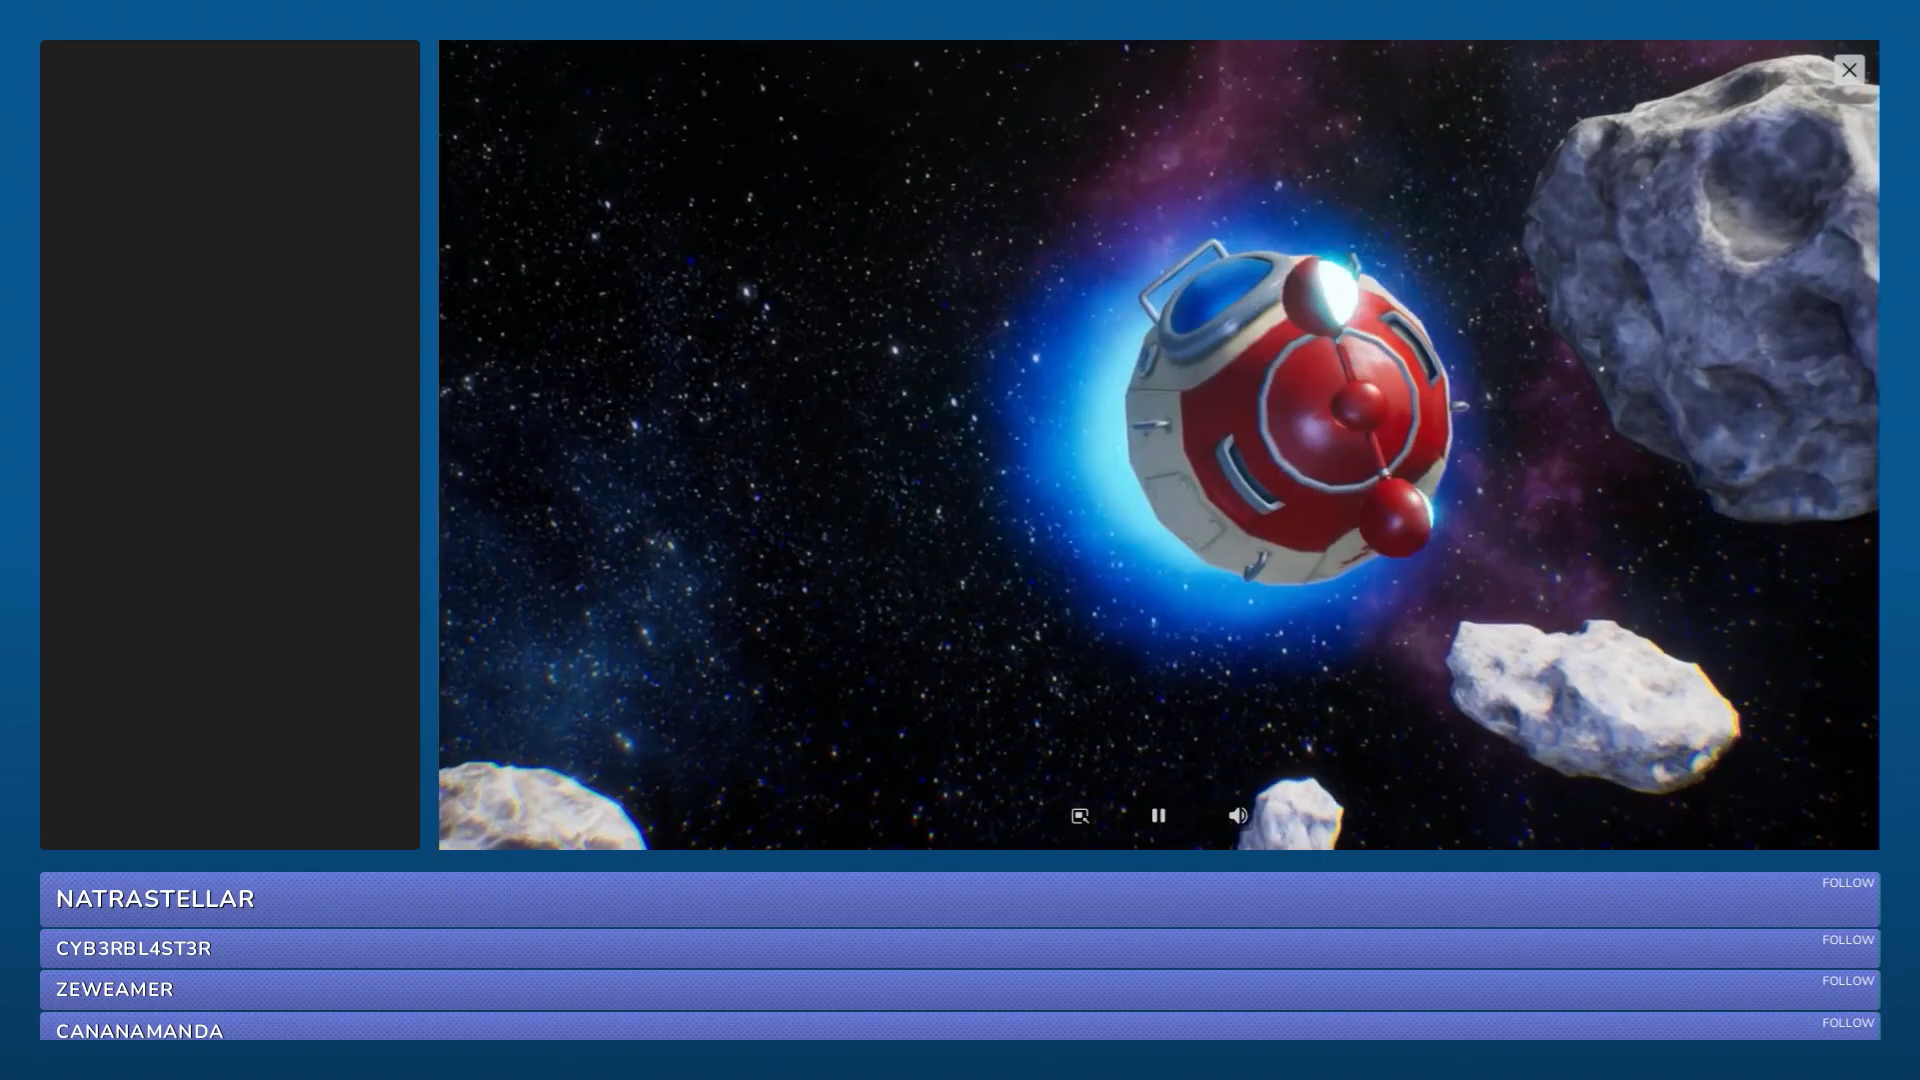 NATRASTELLAR
FOLLOW
CYB3RBL4ST3R
FOLLOW
ZEWEAMER
FOLLOW
CANANAMANDA
FOLLOW